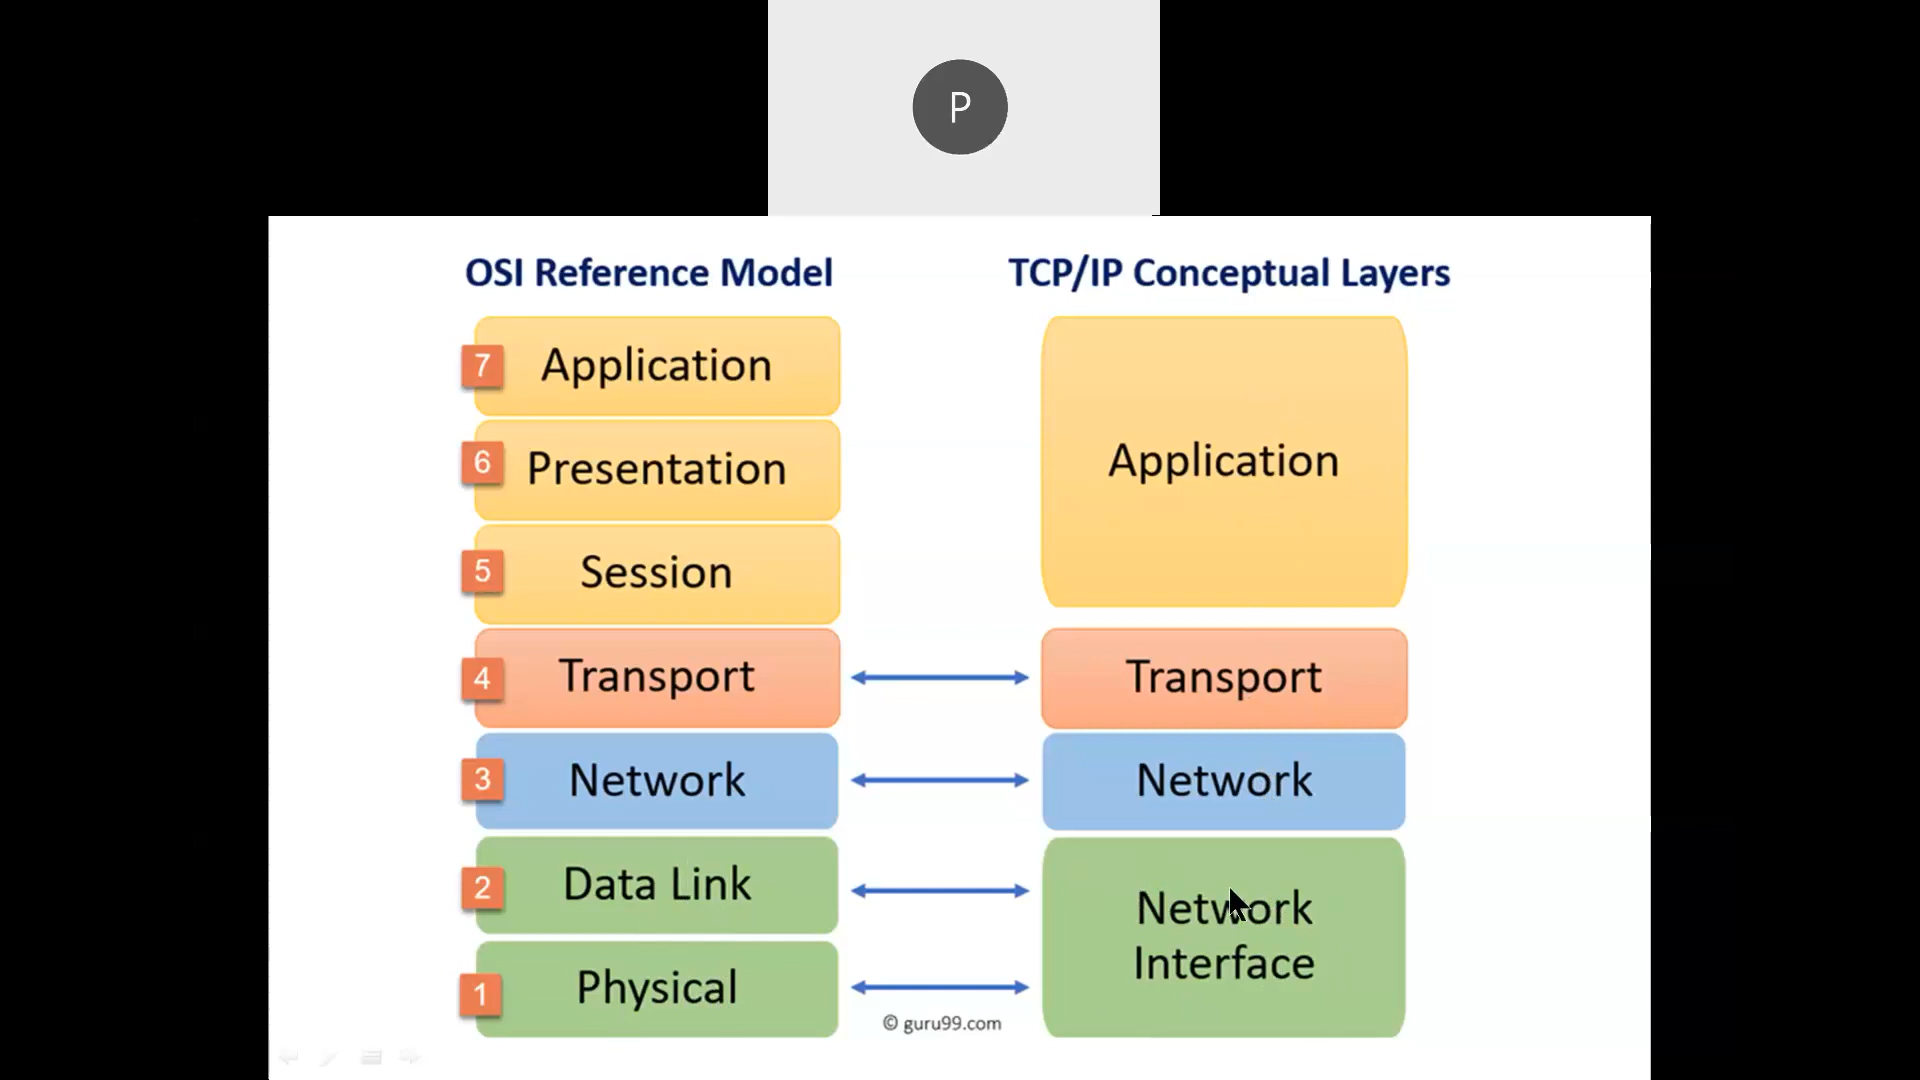 P
OSI Reference Model
TCP/IP Conceptual Layers
7 Application
6 Presentation
5 Session
Application
4 Transport
Transport
3 Network
Network
2 Data Link
1 Physical
Network
Interface
© guru99.com